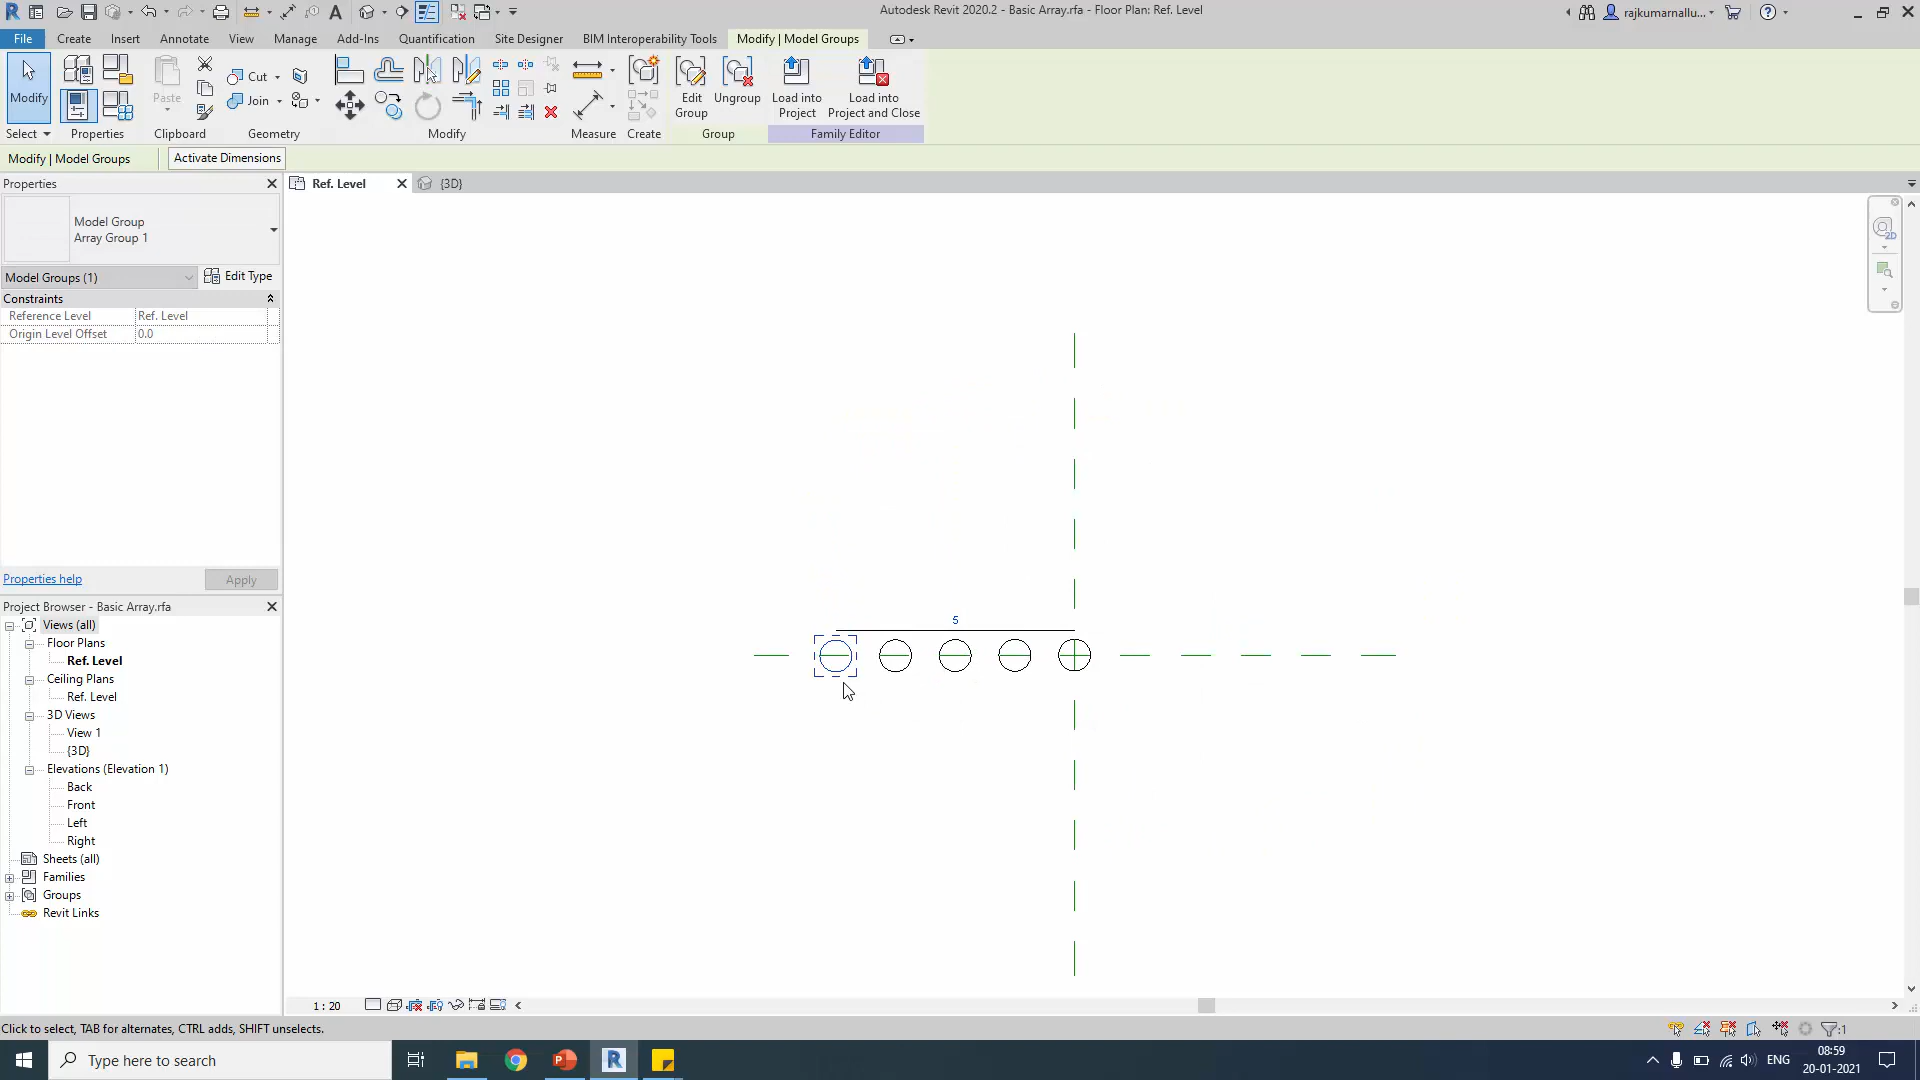 Autodesk Revit 2020.2 - Basic Array.rfa - Floor Plan: Ref. Level
rajkumarnallu...
File Create Insert Annotate View Manage Add-Ins Quantification Site Designer BIM Interoperability Tools Modify | Model Groups
Modify
Paste
Cut
Join
Edit Group
Ungroup
Load into Project
Load into Project and Close
Select Properties Clipboard Geometry Modify Measure Create Group Family Editor
Modify | Model Groups Activate Dimensions
Properties
Ref. Level
{3D}
Model Group
Array Group 1
Model Groups (1)
Edit Type
Constraints
Reference Level Ref. Level
Origin Level Offset 0.0
Properties help
Apply
Project Browser - Basic Array.rfa
Views (all)
Floor Plans
Ref. Level
Ceiling Plans
Ref. Level
3D Views
View 1
{3D}
Elevations (Elevation 1)
Back
Front
Left
Right
Sheets (all)
Families
Groups
Revit Links
2D
5
1 : 20
Click to select, TAB for alternates, CTRL adds, SHIFT unselects.
:1
Type here to search
ENG
08:59
20-01-2021